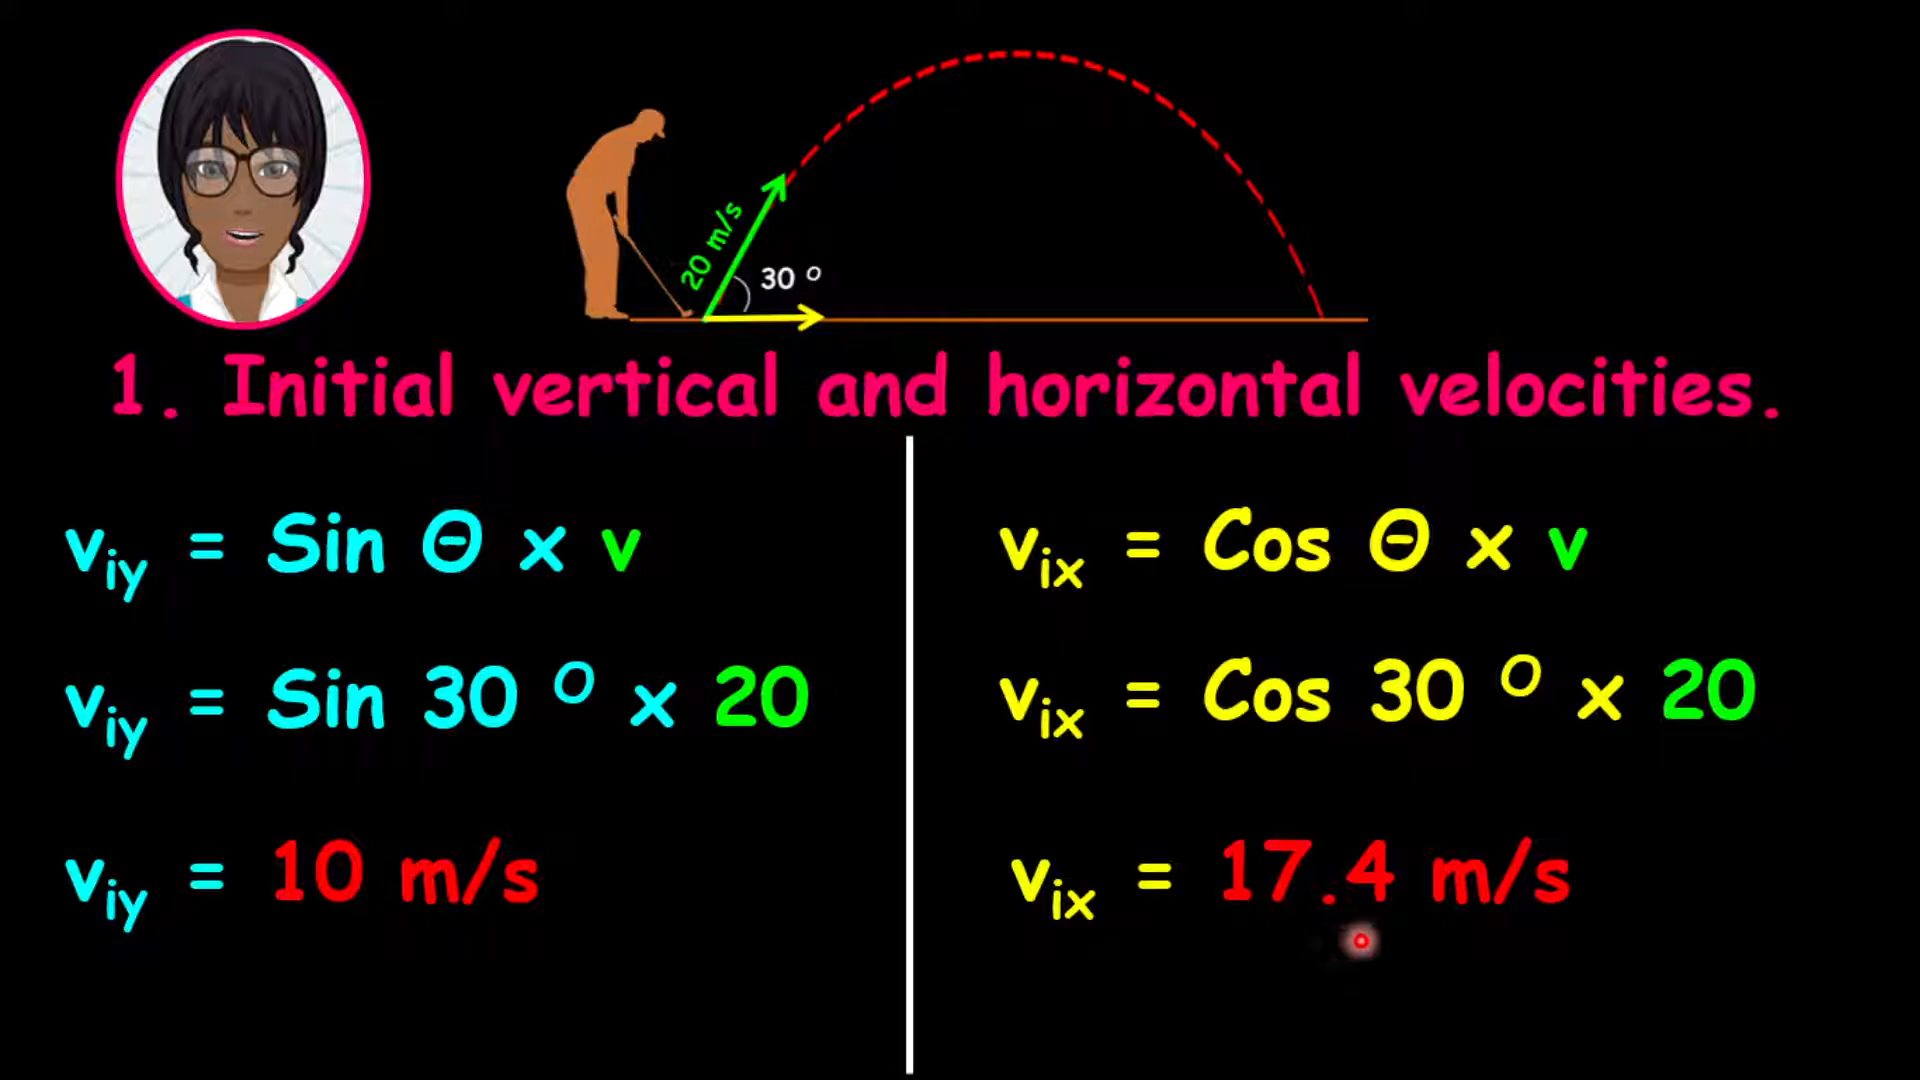 20 m/s
30 °
1. Initial vertical and horizontal velocities.
viy = Sin Θ x v
viy = Sin 30 ° x 20
viy = 10 m/s
vix = Cos Θ x v
vix = Cos 30 ° x 20
vix = 17.4 m/s